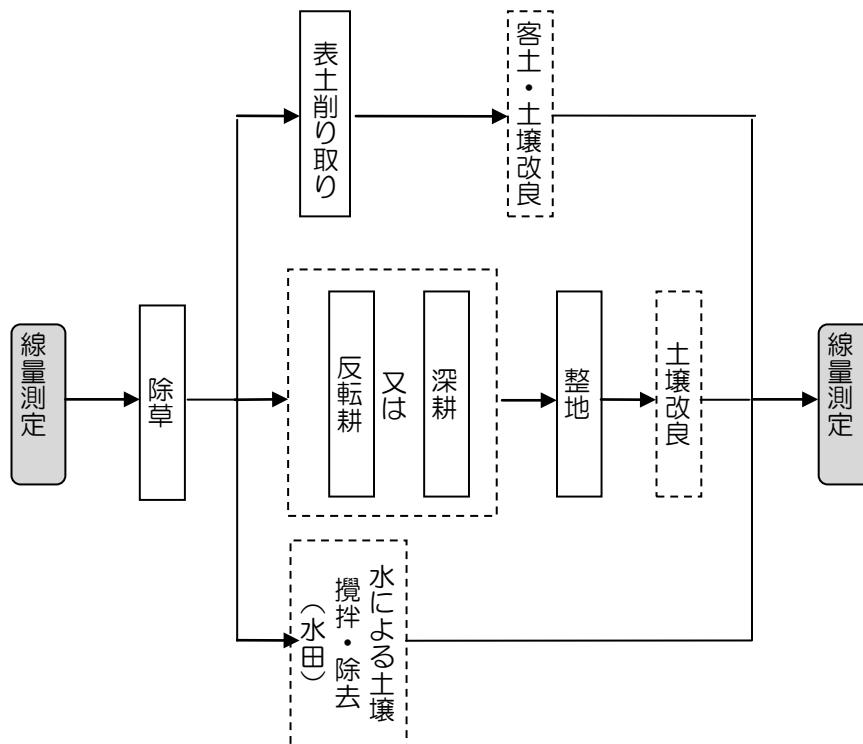 線量測定
除草
表土削り取り
客土・土壌改良
反転耕
又は
深耕
整地
土壌改良
水による土壌
攪拌・除去
（水田）
線量測定